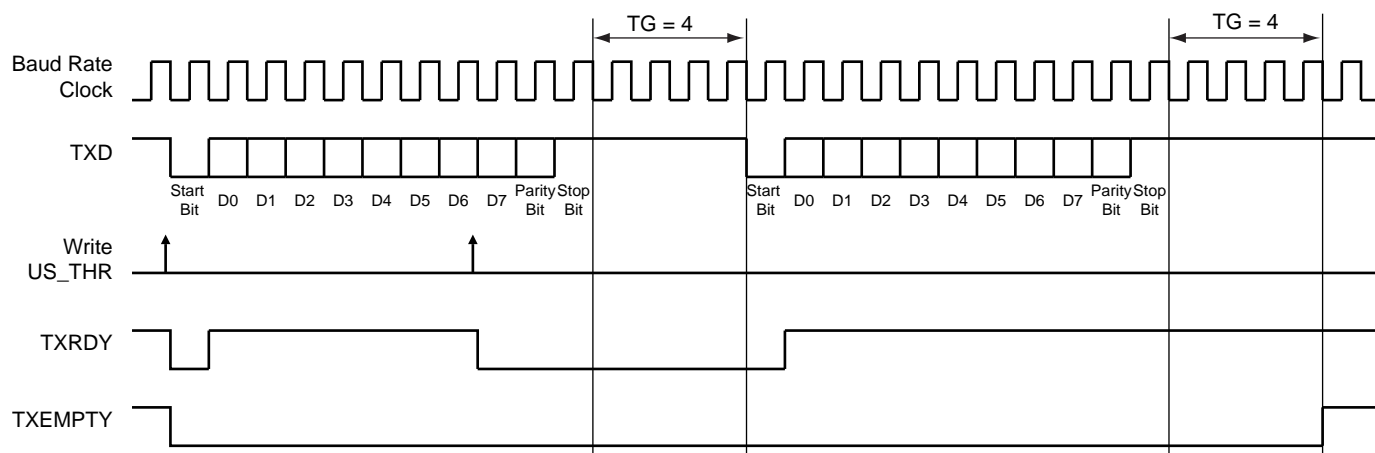 TG = 4
TG = 4
Baud Rate
Clock
TXD
Start
Bit
D0
D1
D2
D3
D4
D5
D6
D7
Parity
Bit
Stop
Bit
Start
Bit
D0
D1
D2
D3
D4
D5
D6
D7
Parity
Bit
Stop
Bit
Write
US_THR
TXRDY
TXEMPTY